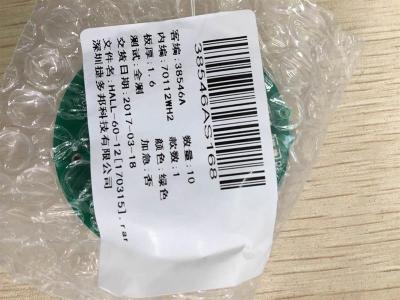 38546AS168
客编:38546A 数量:10
内编:70112WH2 款数:1
板厚:1.6 颜色:绿色
测试:全测 加急:否
交货日期:2017-03-18
文件名:HALL-60-12[170315].rar
深圳捷多邦科技有限公司